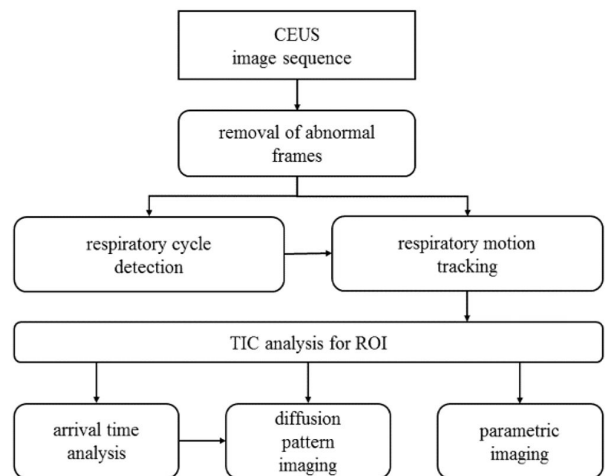 CEUS
image sequence
removal of abnormal
frames
respiratory cycle
detection
respiratory motion
tracking
TIC analysis for ROI
arrival time
analysis
diffusion
pattern
imaging
parametric
imaging